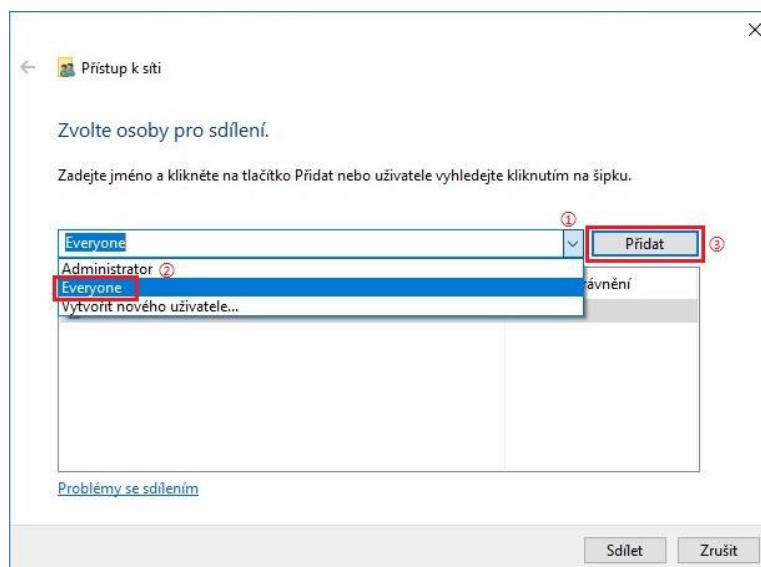 Přístup k síti
Zvolte osoby pro sdílení.
Zadejte jméno a klikněte na tlačítko Přidat nebo uživatele vyhledejte kliknutím na šipku.
①
Everyone
Přidat ③
Administrator ②
Everyone
ávnění
Vytvořit nového uživatele...
Problémy se sdílením
Sdílet Zrušit